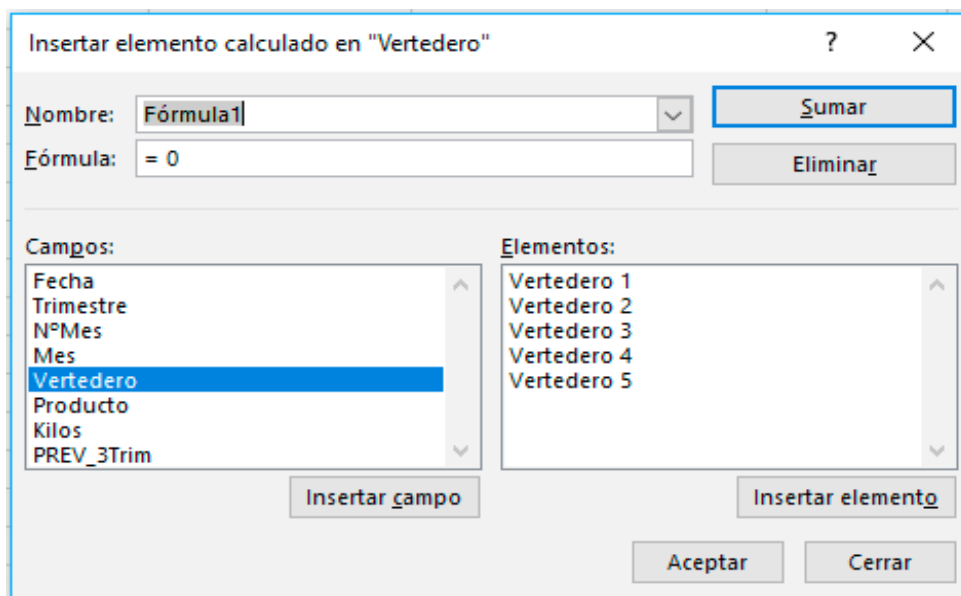 Insertar elemento calculado en "Vertedero" ? ×
Nombre: Fórmula1 Sumar
Fórmula: = 0 Eliminar
Campos: Elementos:
Fecha Vertedero 1
Trimestre Vertedero 2
NºMes Vertedero 3
Mes Vertedero 4
Vertedero Vertedero 5
Producto
Kilos
PREV_3Trim
Insertar campo Insertar elemento
Aceptar Cerrar